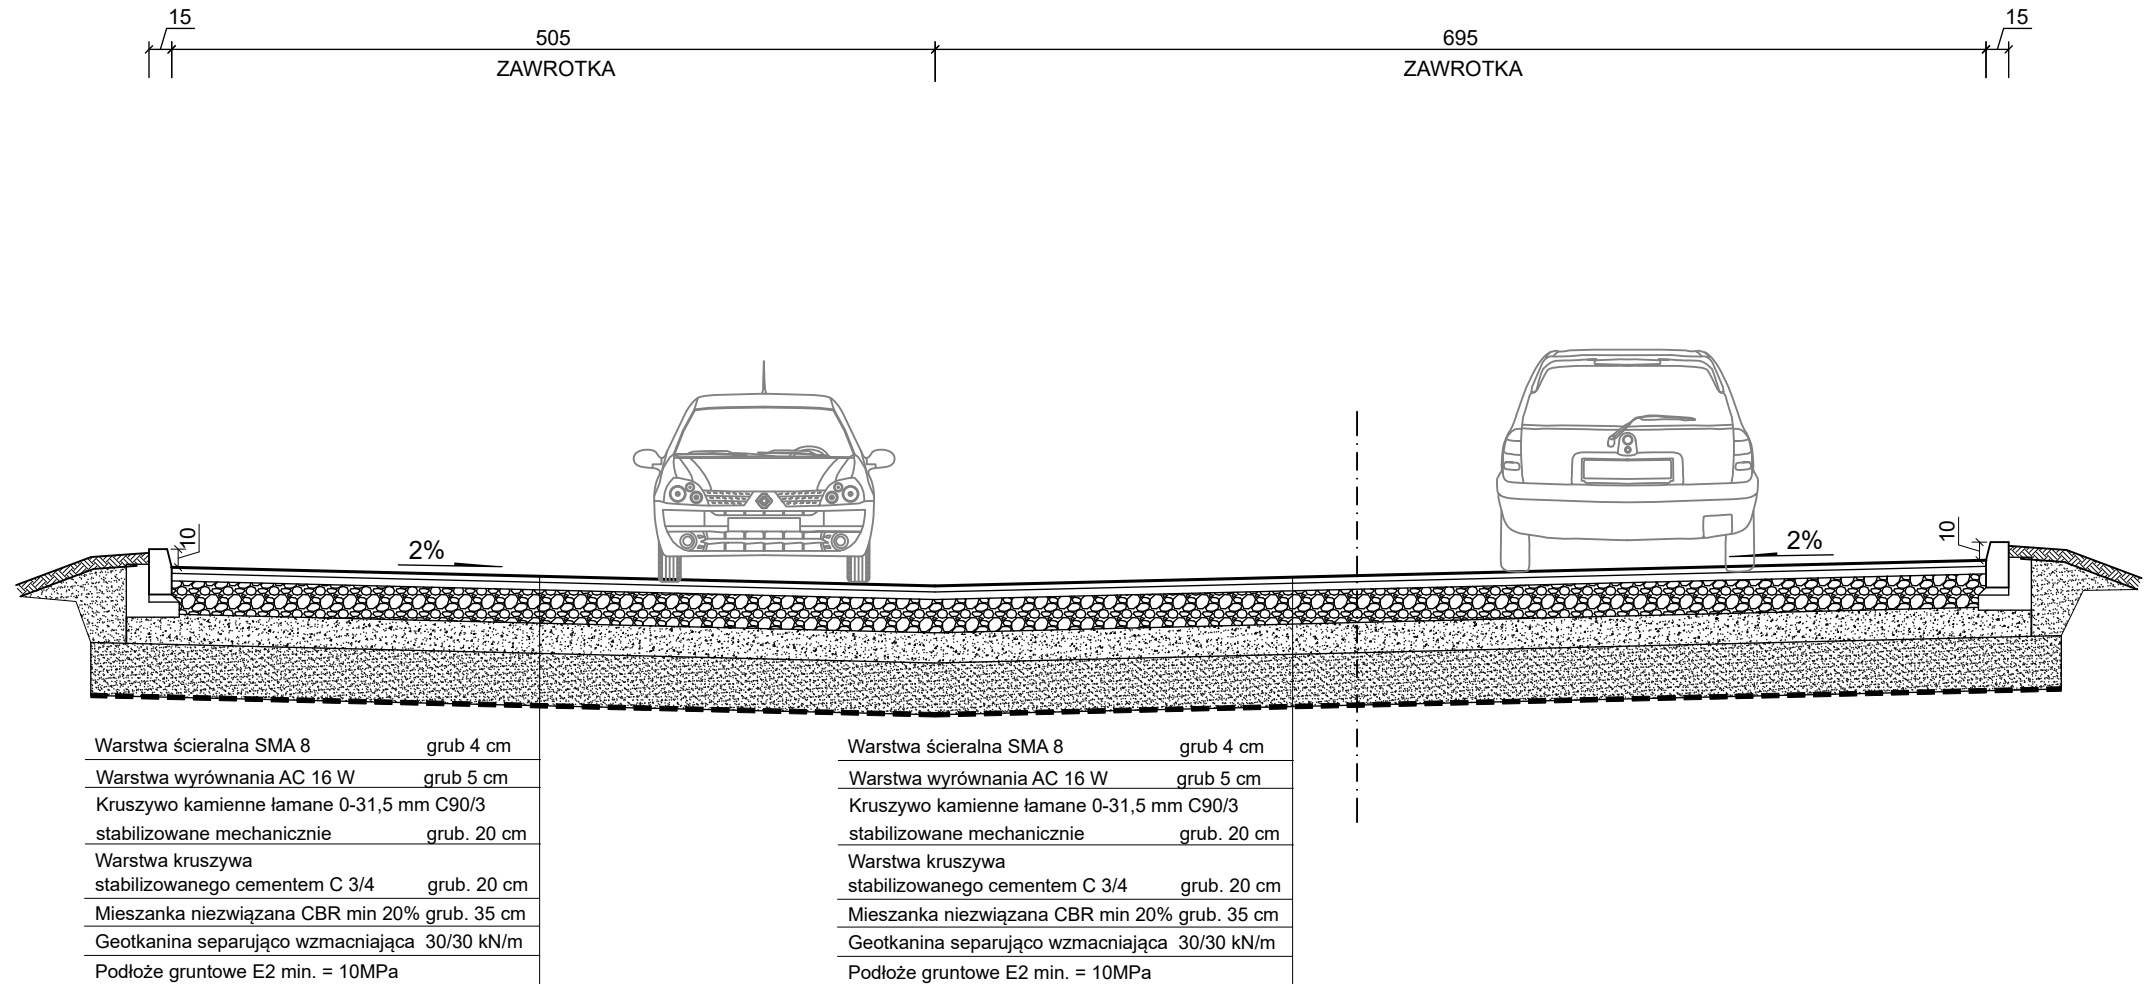 15
505
695
15
ZAWROTKA
ZAWROTKA
10
2%
2%
10
Warstwa ścieralna SMA 8 grub 4 cm
Warstwa wyrównania AC 16 W grub 5 cm
Kruszywo kamienne łamane 0-31,5 mm C90/3
stabilizowane mechanicznie grub. 20 cm
Warstwa kruszywa
stabilizowanego cementem C 3/4 grub. 20 cm
Mieszanka niezwiązana CBR min 20% grub. 35 cm
Geotkanina separująco wzmacniająca 30/30 kN/m
Podłoże gruntowe E2 min. = 10MPa
Warstwa ścieralna SMA 8 grub 4 cm
Warstwa wyrównania AC 16 W grub 5 cm
Kruszywo kamienne łamane 0-31,5 mm C90/3
stabilizowane mechanicznie grub. 20 cm
Warstwa kruszywa
stabilizowanego cementem C 3/4 grub. 20 cm
Mieszanka niezwiązana CBR min 20% grub. 35 cm
Geotkanina separująco wzmacniająca 30/30 kN/m
Podłoże gruntowe E2 min. = 10MPa